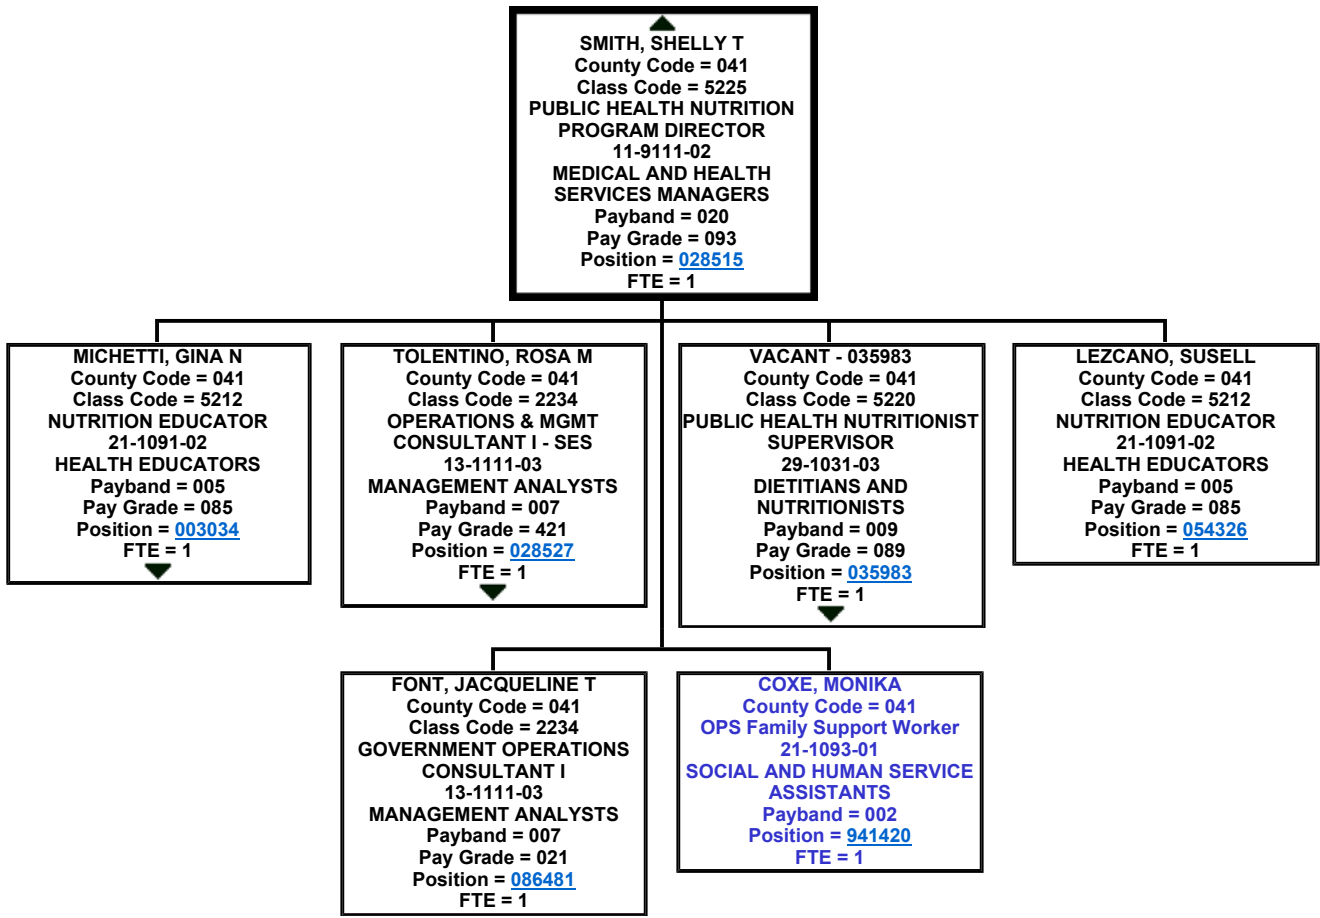 SMITH, SHELLY T
County Code = 041
Class Code = 5225
PUBLIC HEALTH NUTRITION
PROGRAM DIRECTOR
11-9111-02
MEDICAL AND HEALTH
SERVICES MANAGERS
Payband = 020
Pay Grade = 093
Position = 028515
FTE = 1
MICHETTI, GINA N
County Code = 041
Class Code = 5212
NUTRITION EDUCATOR
21-1091-02
HEALTH EDUCATORS
Payband = 005
Pay Grade = 085
Position = 003034
FTE = 1
TOLENTINO, ROSA M
County Code = 041
Class Code = 2234
OPERATIONS & MGMT
CONSULTANT I - SES
13-1111-03
MANAGEMENT ANALYSTS
Payband = 007
Pay Grade = 421
Position = 028527
FTE = 1
VACANT - 035983
County Code = 041
Class Code = 5220
PUBLIC HEALTH NUTRITIONIST
SUPERVISOR
29-1031-03
DIETITIANS AND
NUTRITIONISTS
Payband = 009
Pay Grade = 089
Position = 035983
FTE = 1
LEZCANO, SUSELL
County Code = 041
Class Code = 5212
NUTRITION EDUCATOR
21-1091-02
HEALTH EDUCATORS
Payband = 005
Pay Grade = 085
Position = 054326
FTE = 1
FONT, JACQUELINE T
County Code = 041
Class Code = 2234
GOVERNMENT OPERATIONS
CONSULTANT I
13-1111-03
MANAGEMENT ANALYSTS
Payband = 007
Pay Grade = 021
Position = 086481
FTE = 1
COXE, MONIKA
County Code = 041
OPS Family Support Worker
21-1093-01
SOCIAL AND HUMAN SERVICE
ASSISTANTS
Payband = 002
Position = 941420
FTE = 1